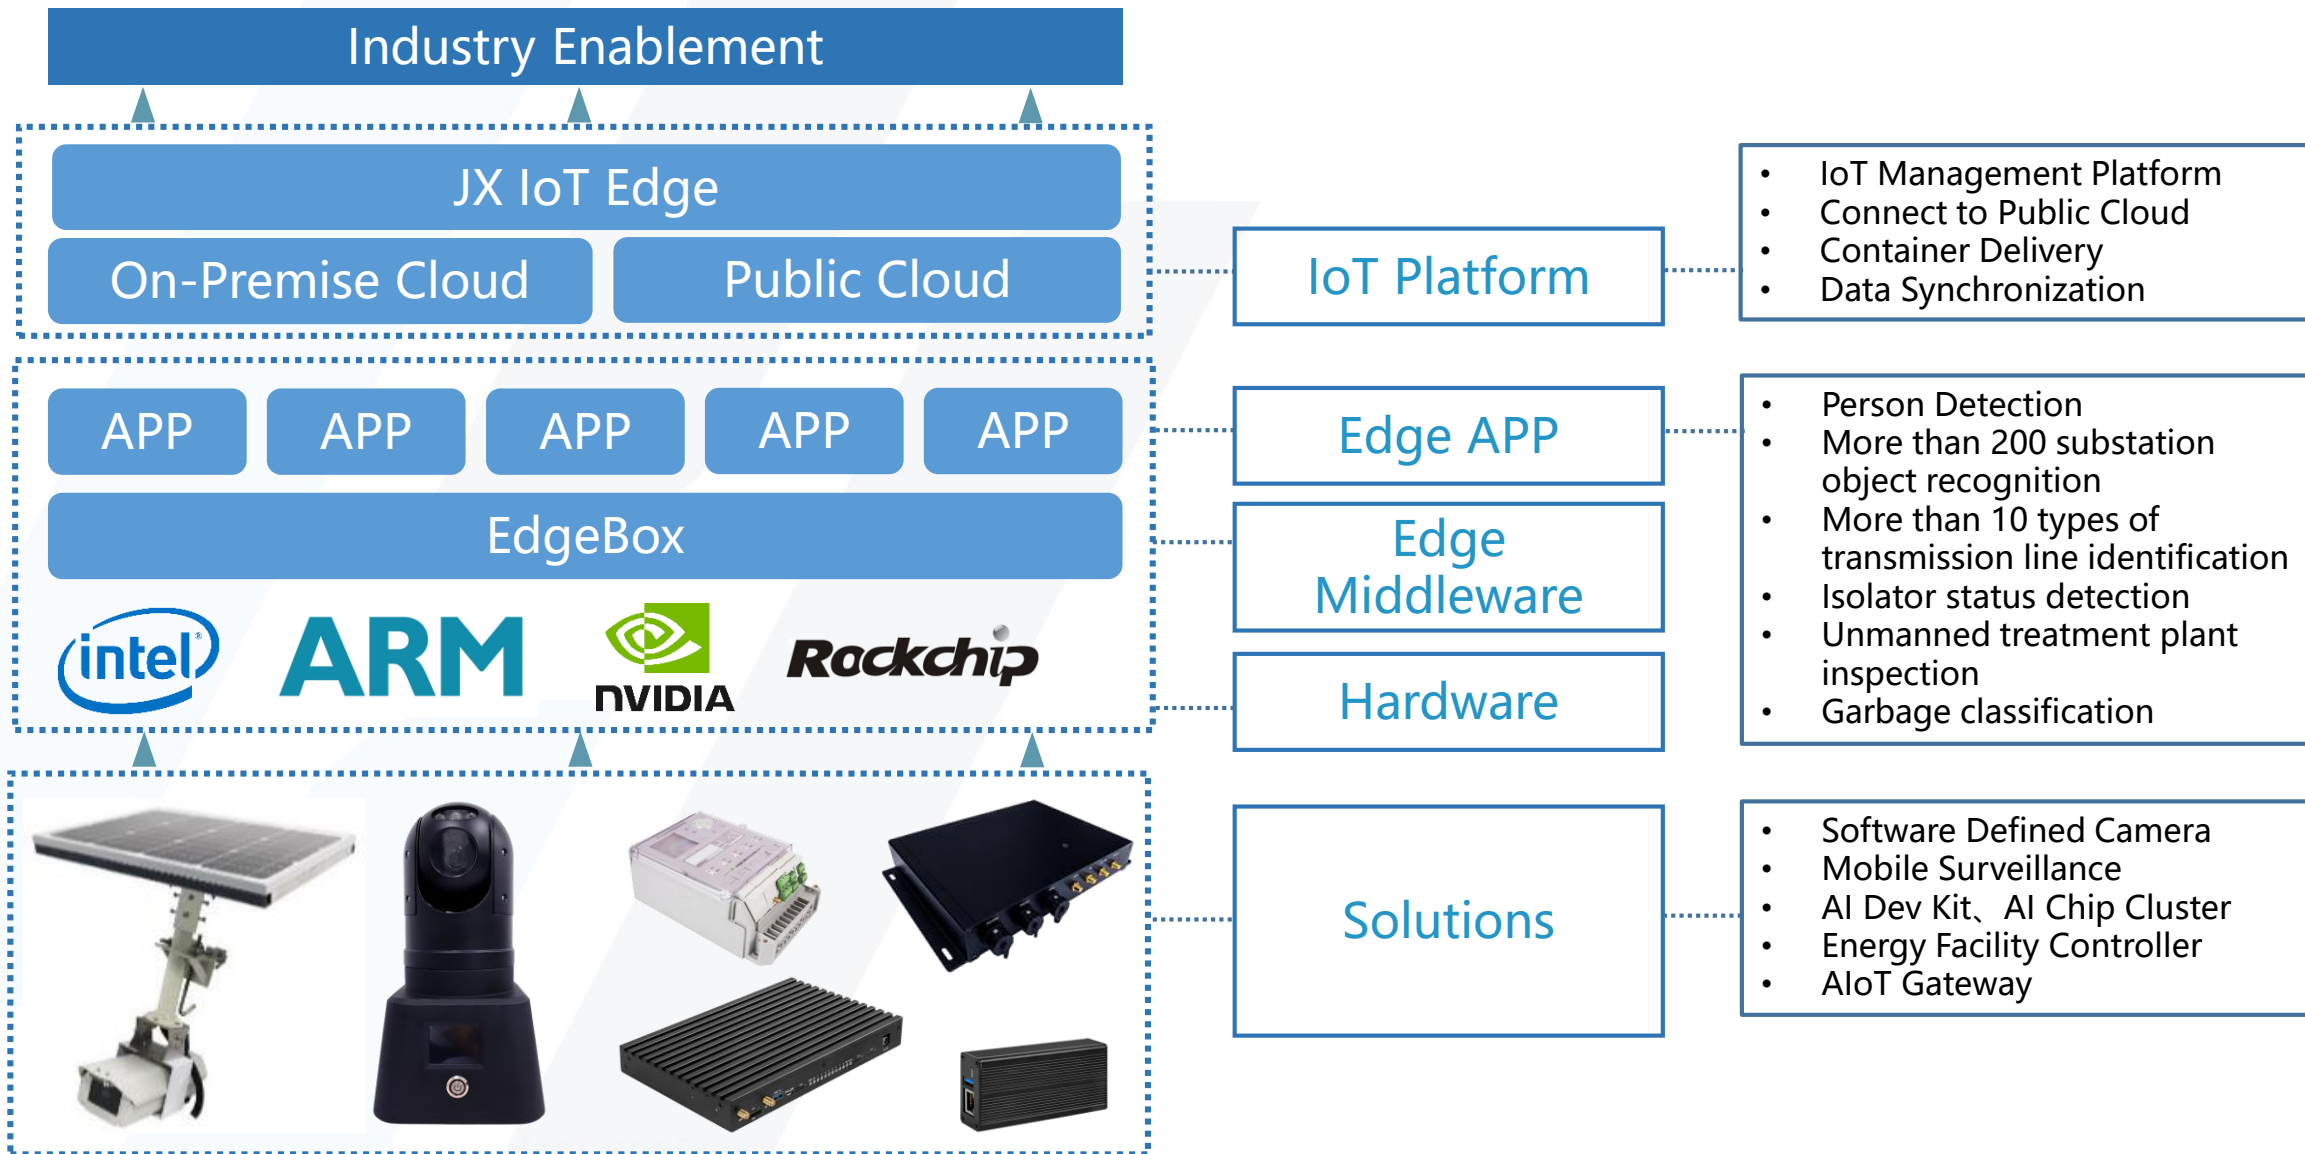 Industry Enablement
JX IoT Edge
On-Premise Cloud
Public Cloud
IoT Platform
• IoT Management Platform
• Connect to Public Cloud
• Container Delivery
• Data Synchronization
APP
APP
APP
APP
APP
EdgeBox
intel®
ARM
NVIDIA
Rockchip
Edge APP
Edge
Middleware
Hardware
• Person Detection
• More than 200 substation
object recognition
• More than 10 types of
transmission line identification
• Isolator status detection
• Unmanned treatment plant
inspection
• Garbage classification
Solutions
• Software Defined Camera
• Mobile Surveillance
• AI Dev Kit、AI Chip Cluster
• Energy Facility Controller
• AIoT Gateway